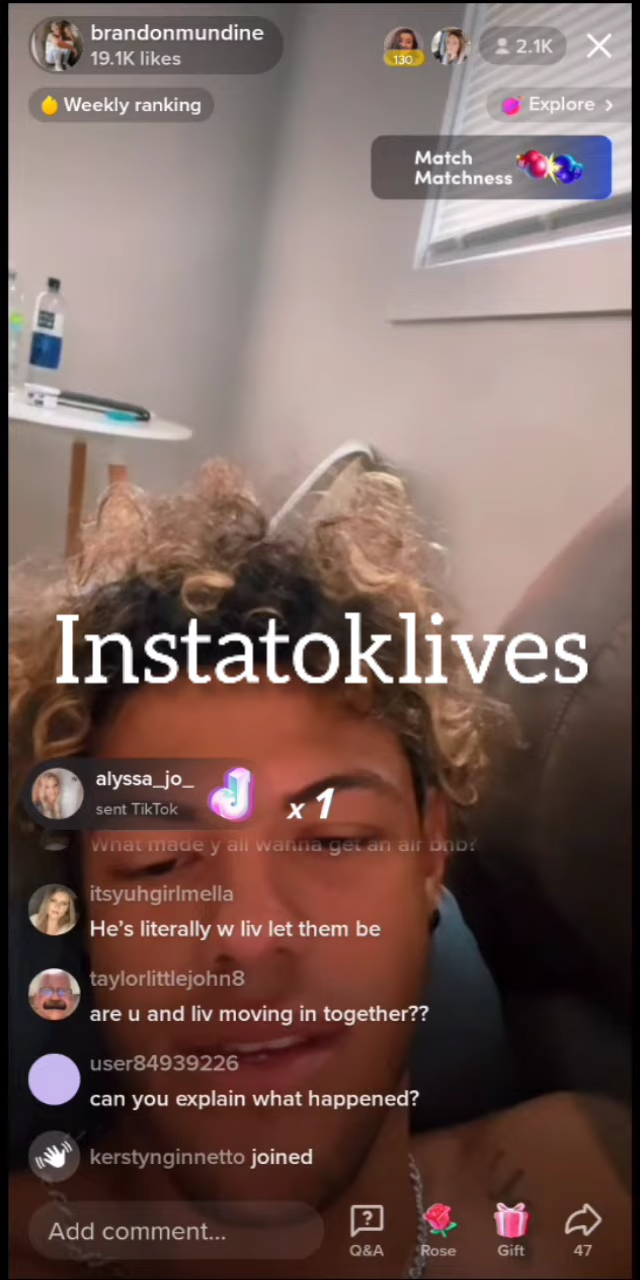 brandonmundine
19.1K likes
130
2.1K
Weekly ranking
Explore >
Match
Matchness
Instatoklives
alyssa_jo_
sent TikTok
x 1
What made y'all wanna get an air bnb?
itsyuhgirlmella
He's literally w liv let them be
taylorlittlejohn8
are u and liv moving in together??
user84939226
can you explain what happened?
kerstynginnetto joined
Add comment...
Q&A
Rose
Gift
47